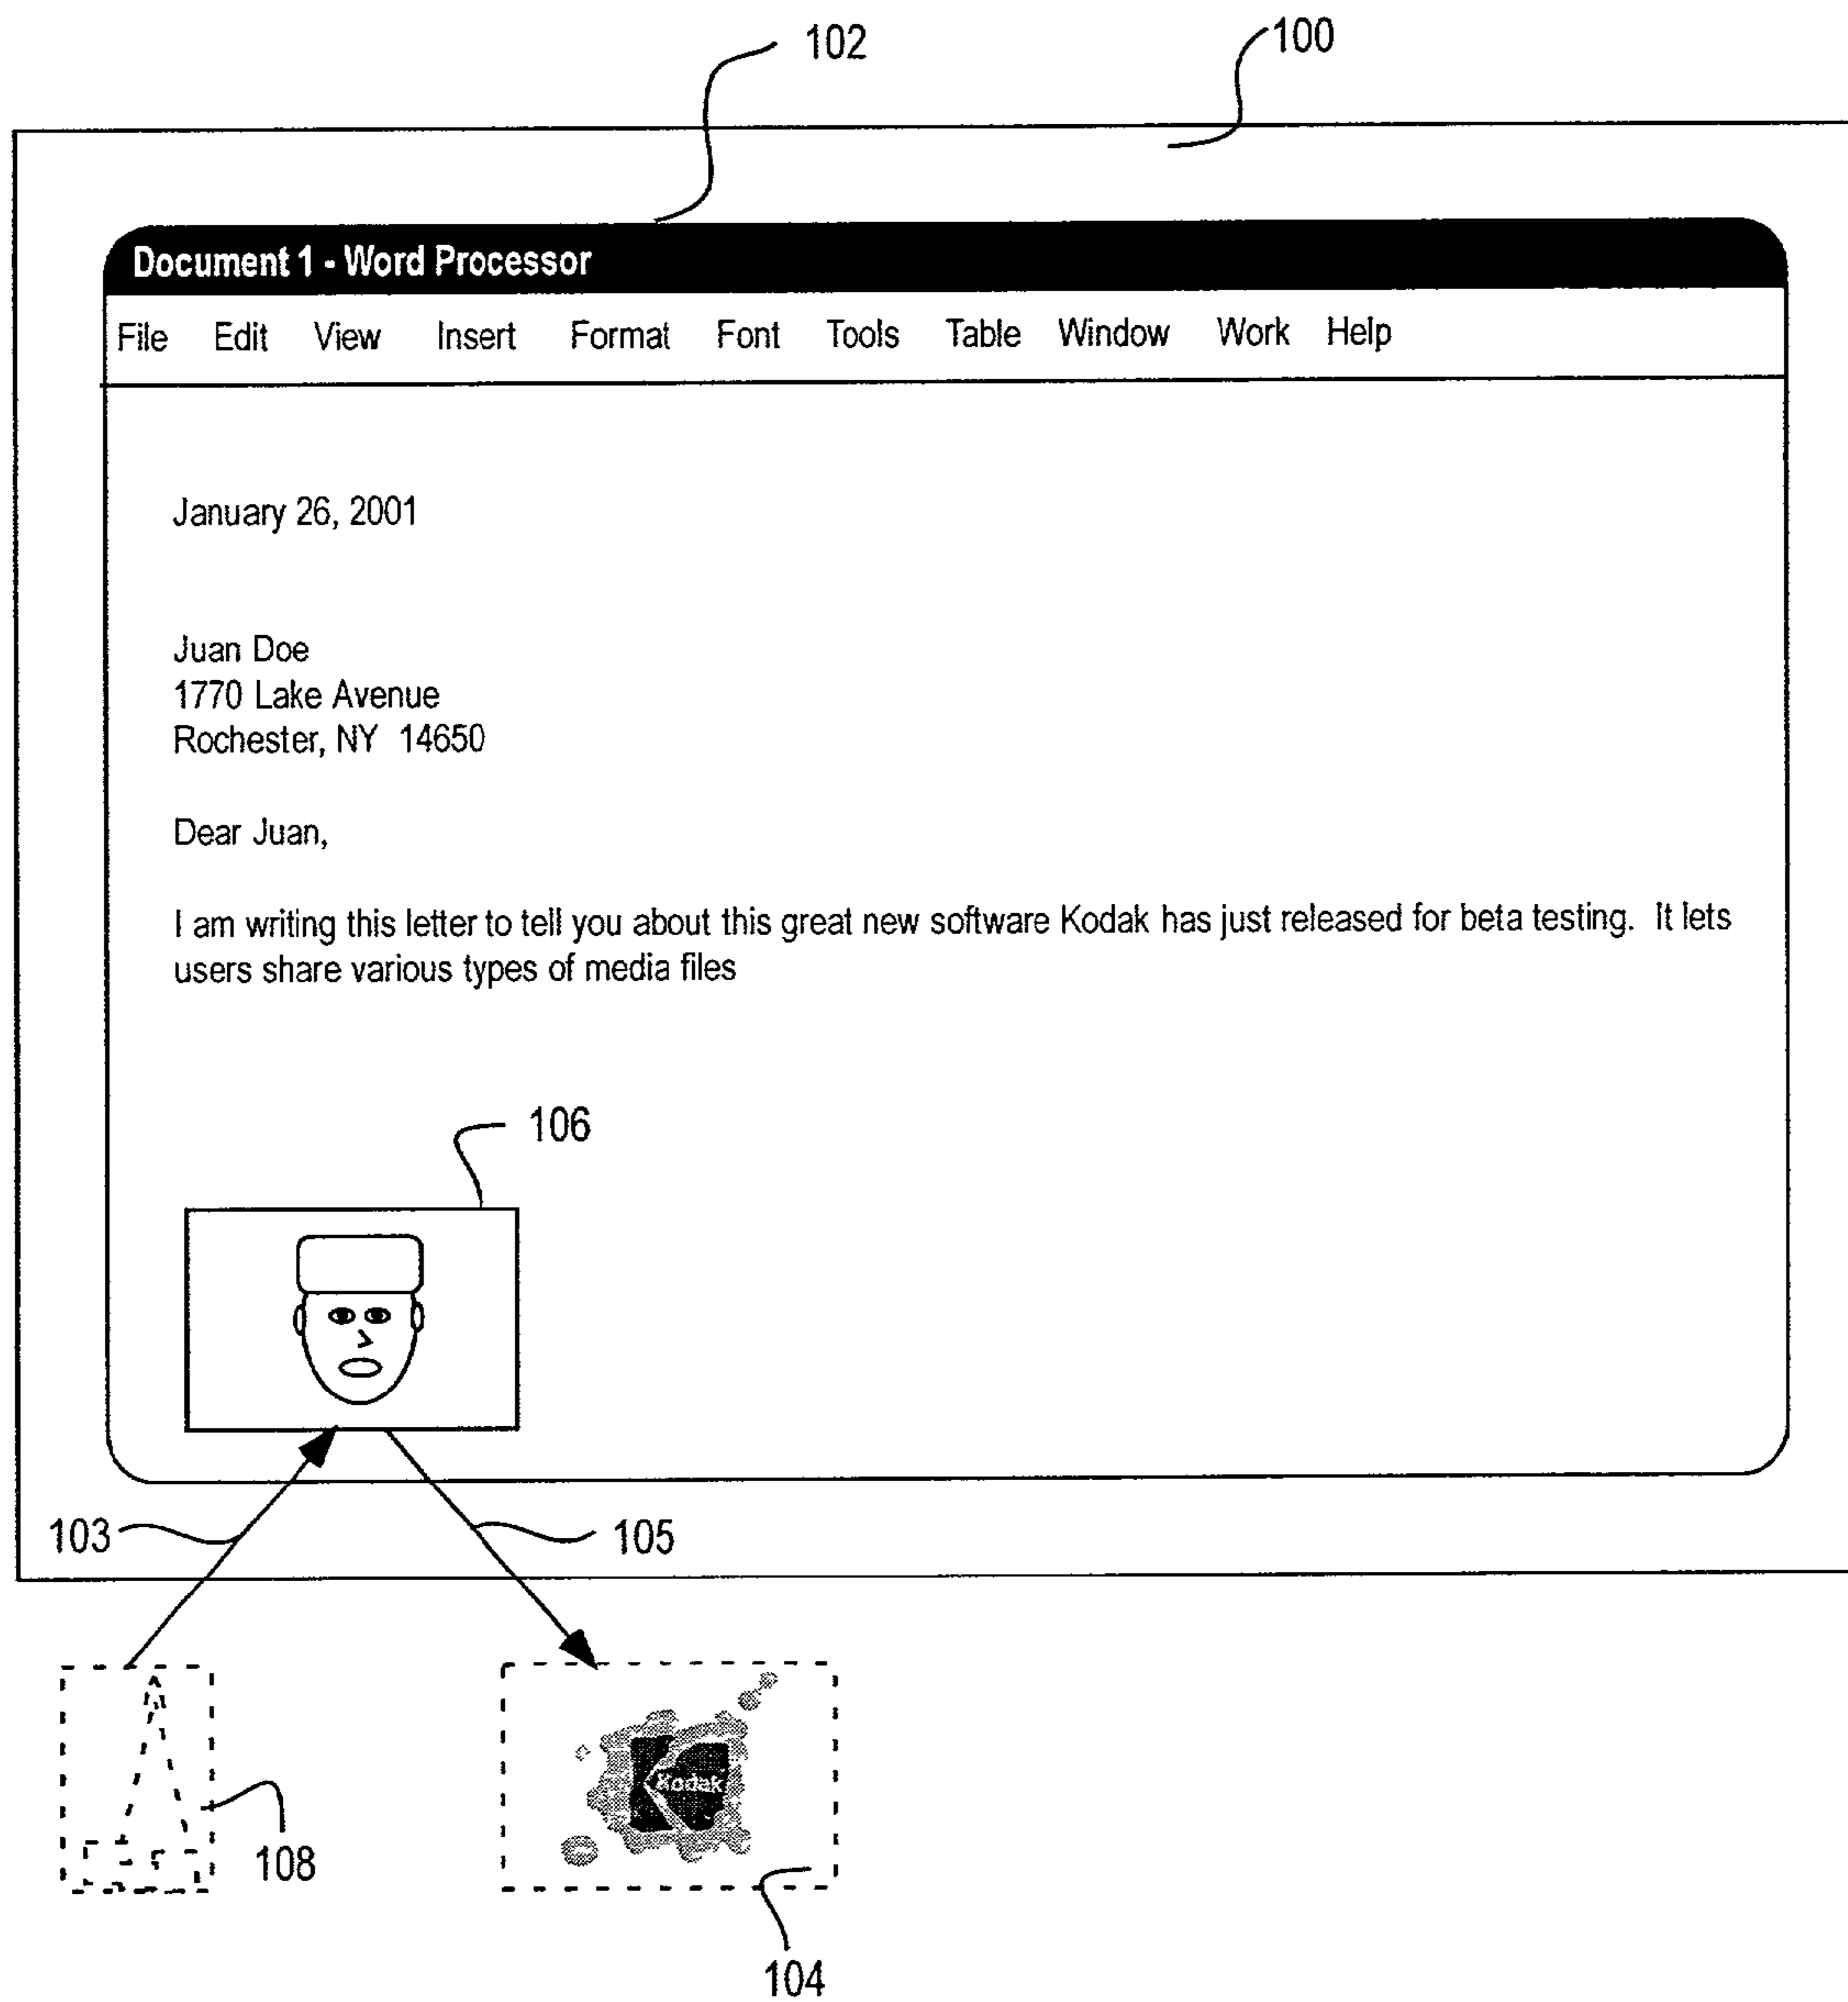 102
100
Document 1 - Word Processor
File Edit View Insert Format Font Tools Table Window Work Help
January 26, 2001
Juan Doe
1770 Lake Avenue
Rochester, NY 14650
Dear Juan,
I am writing this letter to tell you about this great new software Kodak has just released for beta testing. It lets
users share various types of media files
106
103
105
Kodak
108
104